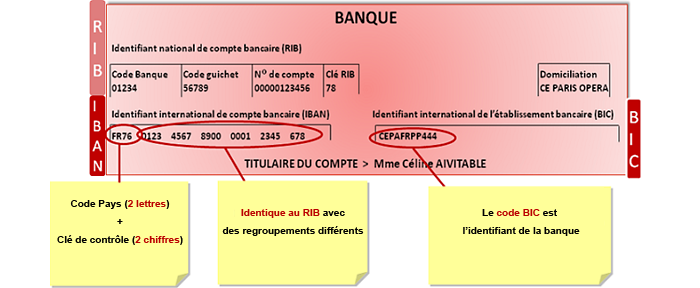 BANQUE
RIB
Identifiant national de compte bancaire (RIB)
Code Banque Code guichet N° de compte Clé RIB Domiciliation
01234 56789 00000123456 78 CE PARIS OPERA
IBAN
Identifiant international de compte bancaire (IBAN) Identifiant international de l'établissement bancaire (BIC)
BIC
FR76 0123 4567 8900 0001 2345 678 CEPAFRPP444
TITULAIRE DU COMPTE > Mme Céline AIVITABLE
Code Pays (2 lettres)
+
Clé de contrôle (2 chiffres)
Identique au RIB avec
des regroupements différents
Le code BIC est
l'identifiant de la banque